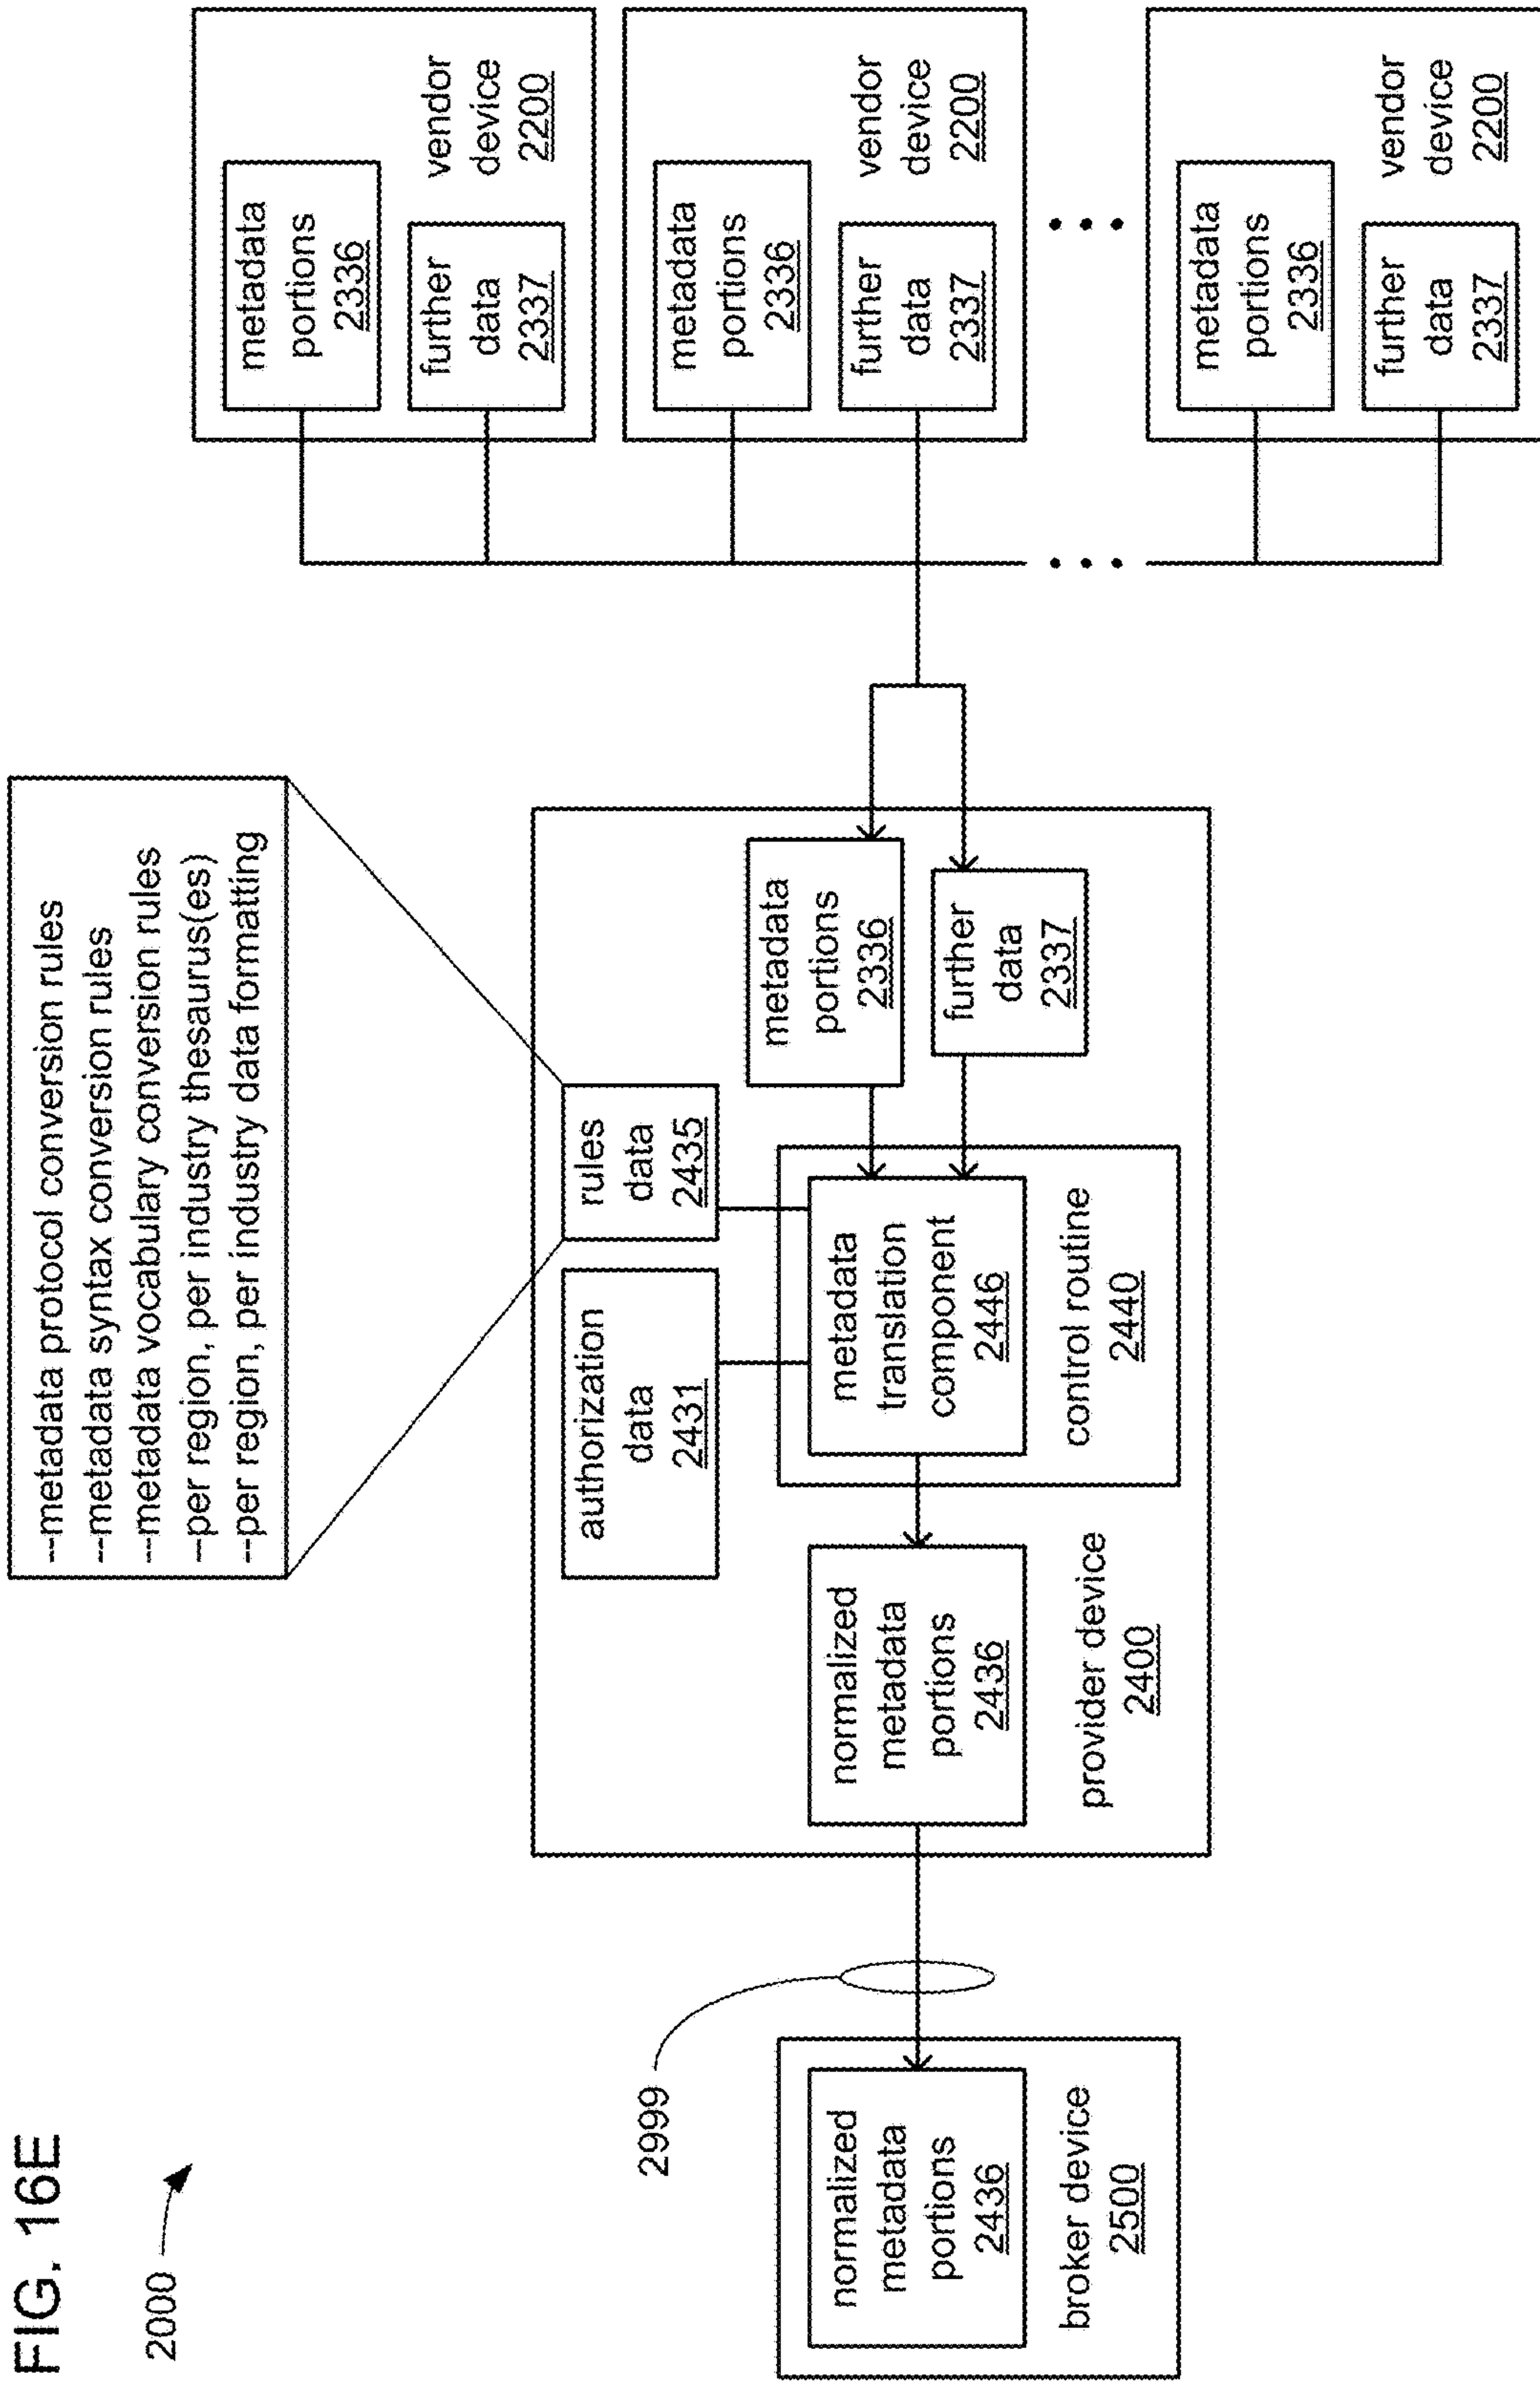 FIG. 16E
2000
--metadata protocol conversion rules
--metadata syntax conversion rules
--metadata vocabulary conversion rules
--per region, per industry thesaurus(es)
--per region, per industry data formatting
2999
normalized
metadata
portions
2436
broker device
2500
authorization
data
2431
rules
data
2435
normalized
metadata
portions
2436
metadata
translation
component
2446
control routine
2440
metadata
portions
2336
further
data
2337
provider device
2400
metadata
portions
2336
further
data
2337
vendor
device
2200
metadata
portions
2336
further
data
2337
vendor
device
2200
metadata
portions
2336
further
data
2337
vendor
device
2200